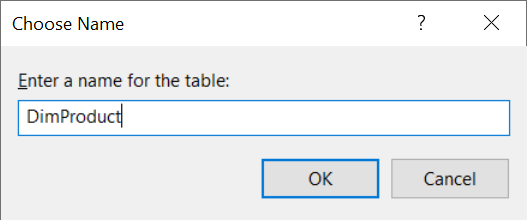 Choose Name
?
Enter a name for the table:
DimProduct
OK
Cancel